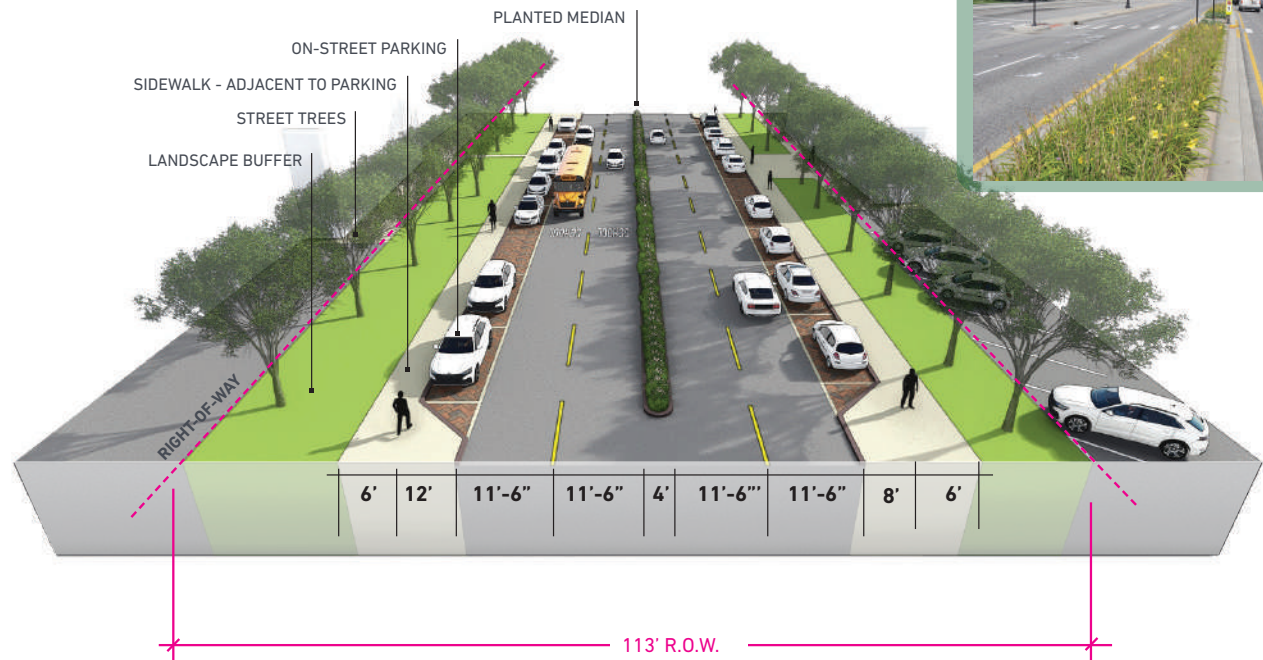 PLANTED MEDIAN
ON-STREET PARKING
SIDEWALK - ADJACENT TO PARKING
STREET TREES
LANDSCAPE BUFFER
RIGHT-OF-WAY
6’ 12’ 11’-6” 11’-6” 4’ 11’-6”’ 11’-6” 8’ 6’
113’ R.O.W.